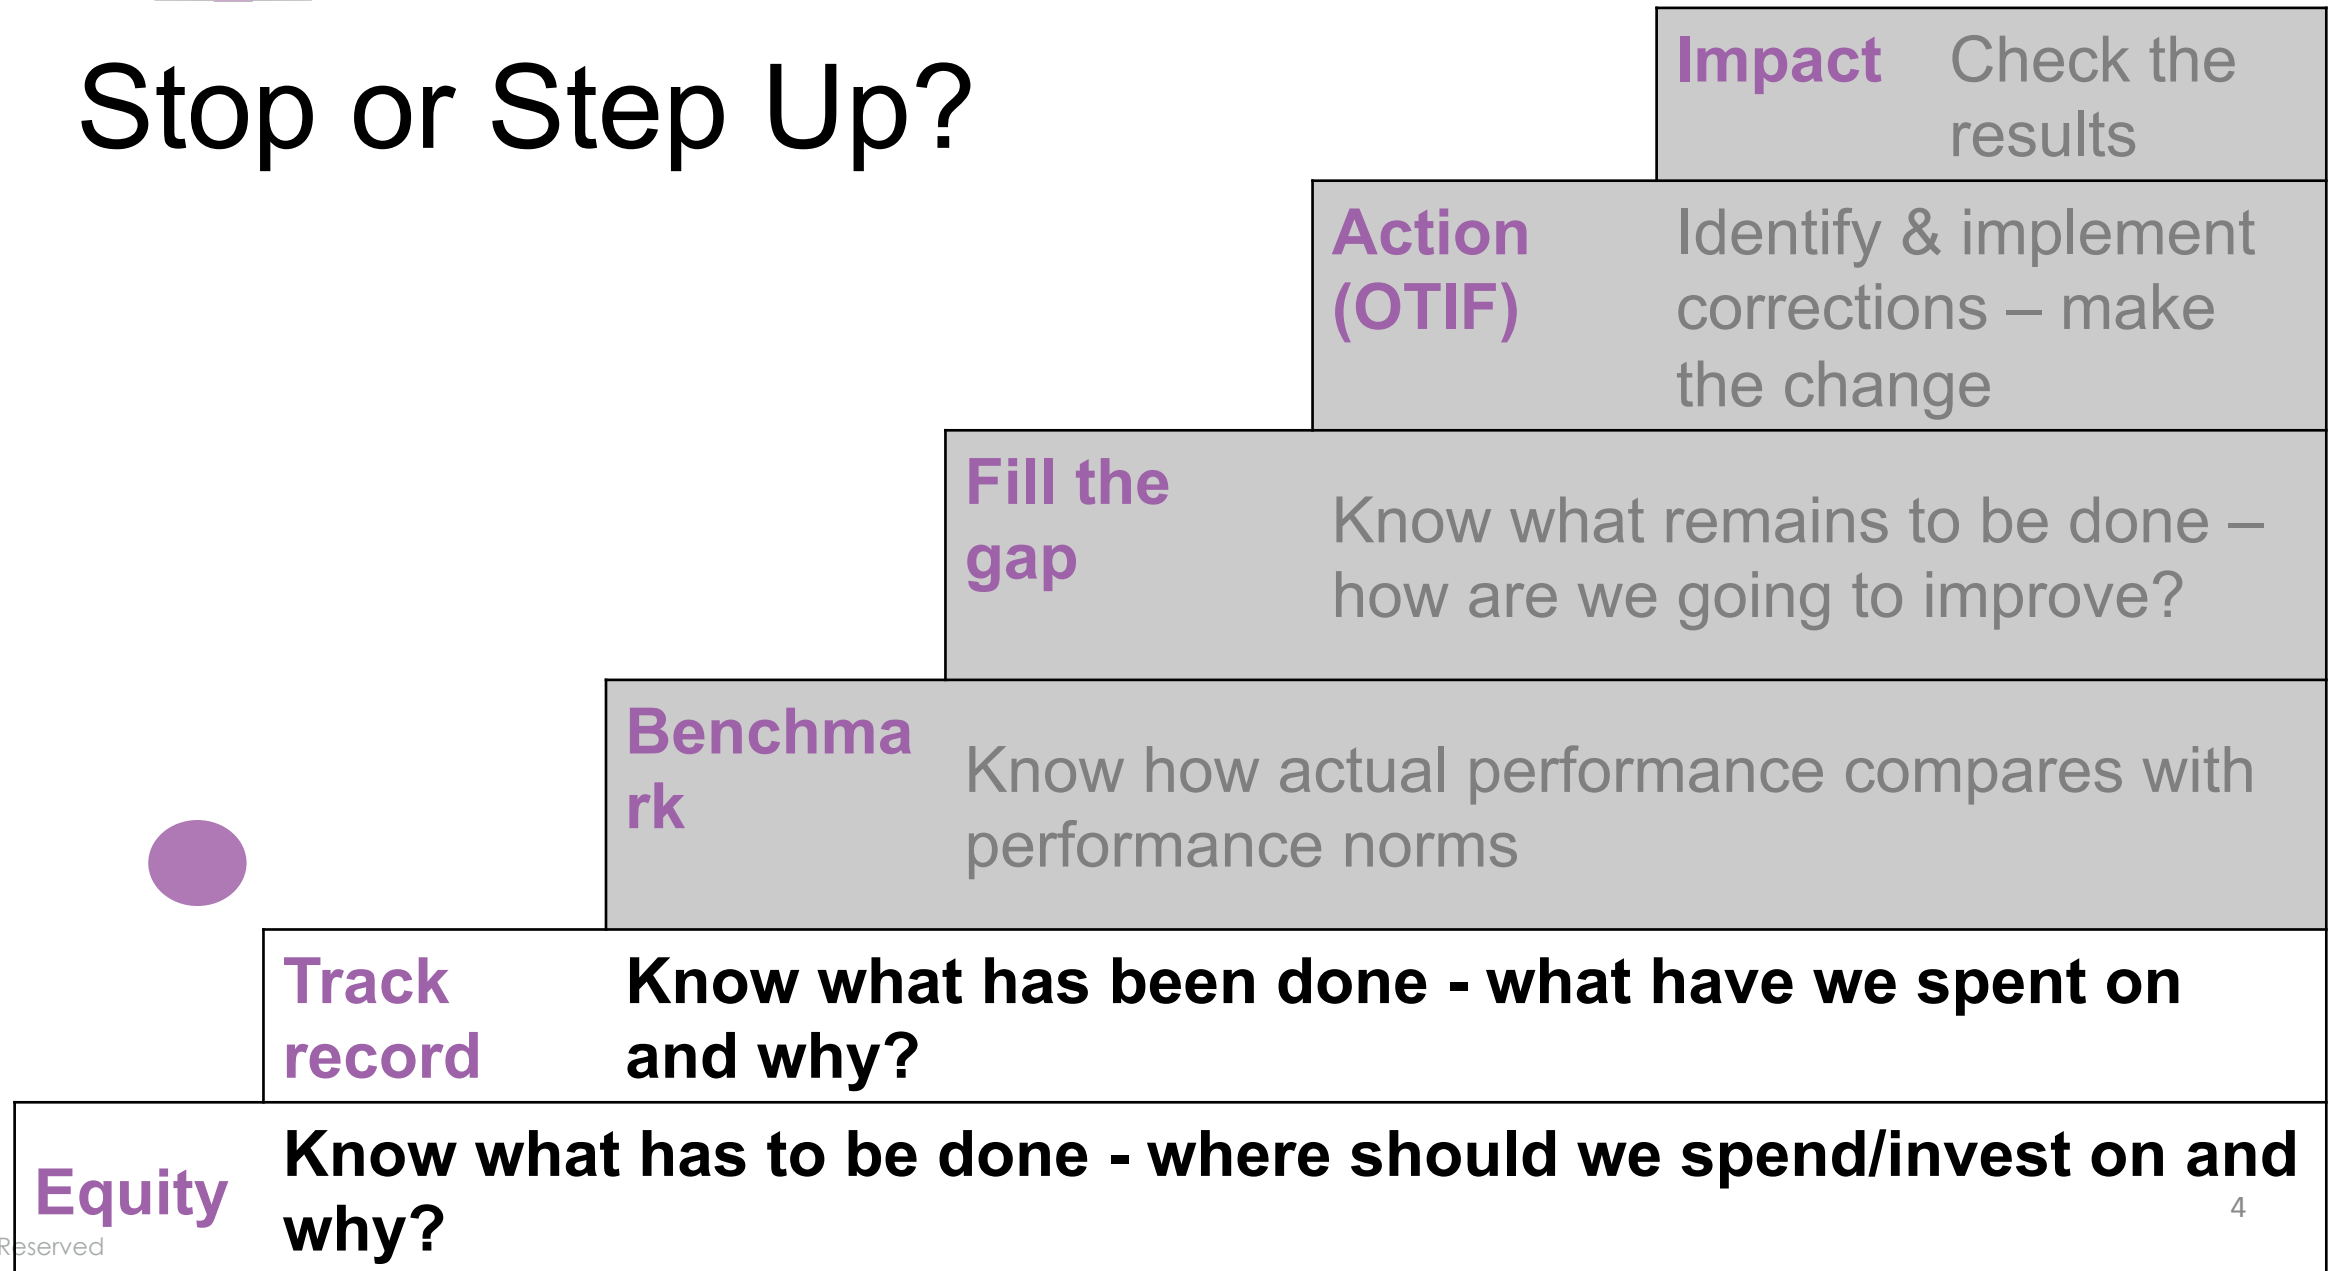 Stop or Step Up?
Impact
Check the
results
Action
(OTIF)
Identify & implement
corrections – make
the change
Fill the
gap
Know what remains to be done –
how are we going to improve?
Benchma
rk
Know how actual performance compares with
performance norms
Track
record
Know what has been done - what have we spent on
and why?
Equity
Know what has to be done - where should we spend/invest on and
why?
4
Reserved